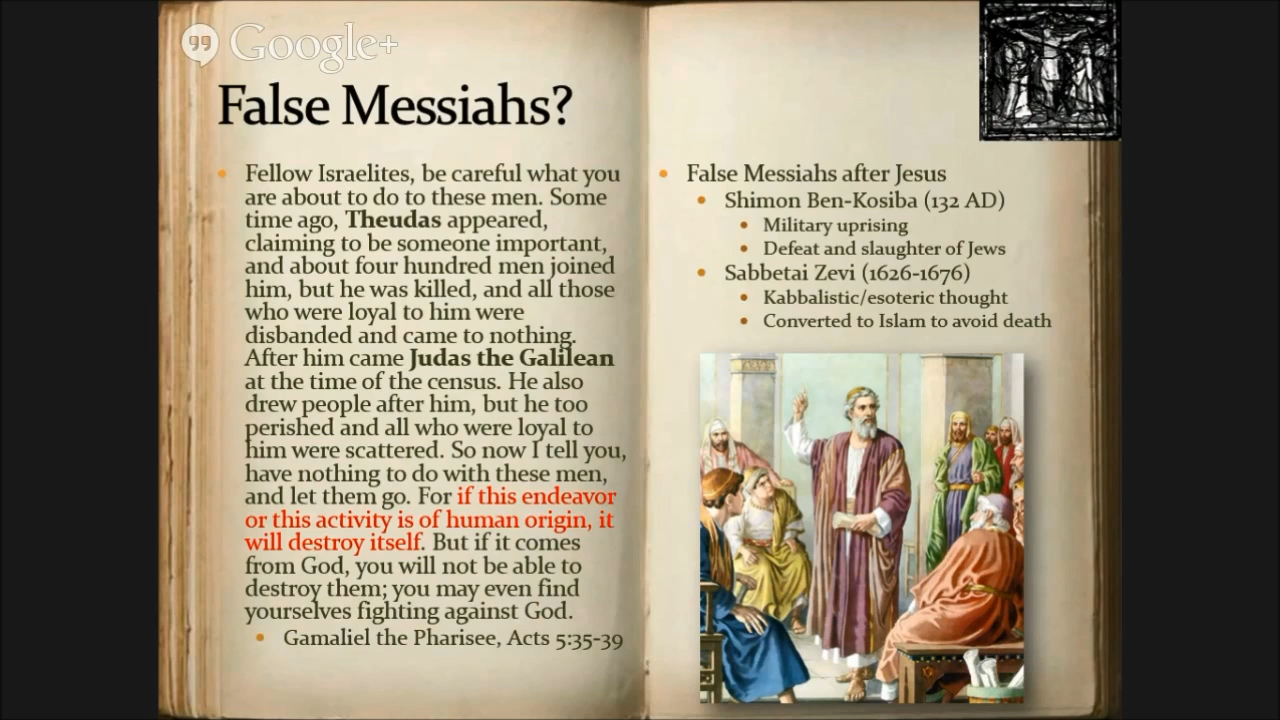 Google+
False Messiahs?
Fellow Israelites, be careful what you
are about to do to these men. Some
time ago, Theudas appeared,
claiming to be someone important,
and about four hundred men joined
him, but he was killed, and all those
who were loyal to him were
disbanded and came to nothing.
After him came Judas the Galilean
at the time of the census. He also
drew people after him, but he too
perished and all who were loyal to
him were scattered. So now I tell you,
have nothing to do with these men,
and let them go. For if this endeavor
or this activity is of human origin, it
will destroy itself. But if it comes
from God, you will not be able to
destroy them; you may even find
yourselves fighting against God.
Gamaliel the Pharisee, Acts 5:35-39
False Messiahs after Jesus
Shimon Ben-Kosiba (132 AD)
Military uprising
Defeat and slaughter of Jews
Sabbetai Zevi (1626-1676)
Kabbalistic/esoteric thought
Converted to Islam to avoid death